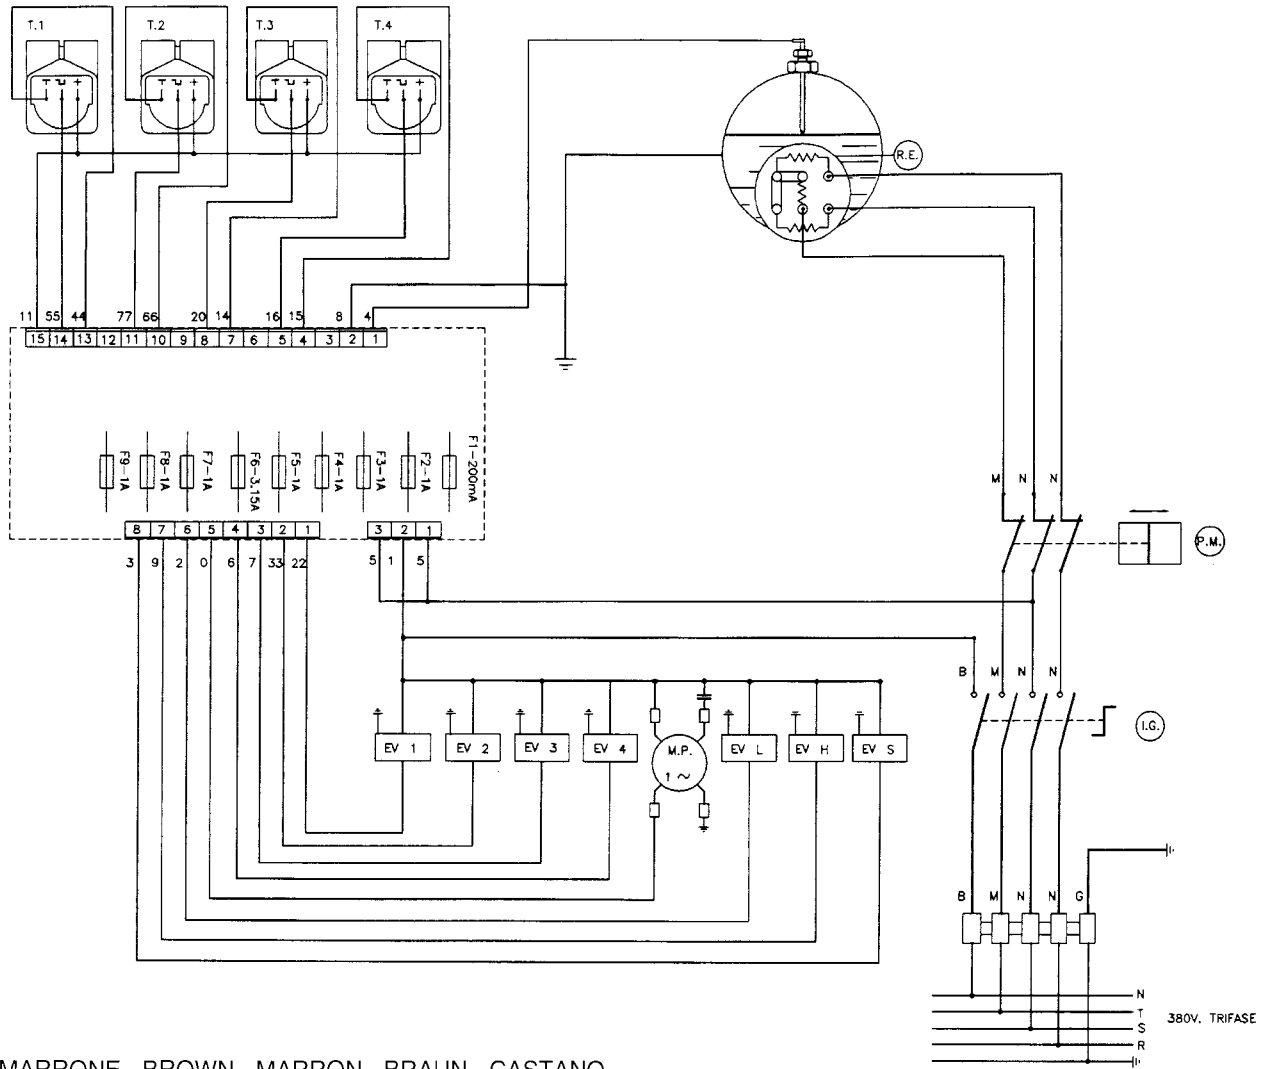 T.1 T.2 T.3 T.4
R.E.
11 55 44 77 66 20 14 16 15 8 4
15 14 13 12 11 10 9 8 7 6 5 4 3 2 1
F9-1A F8-1A F7-1A F6-3.15A F5-1A F4-1A F3-1A F2-1A F1-200mA
M N N
8 7 6 5 4 3 2 1 3 2 1
P.M.
3 9 2 0 6 7 33 22 5 1 5
B M N N
I.G.
EV 1 EV 2 EV 3 EV 4 M.P. 1 ~ EV L EV H EV S
B M N N G
N
T
380V. TRIFASE
S
R
MARRONE BROWN MARRON BRAUN CASTANO